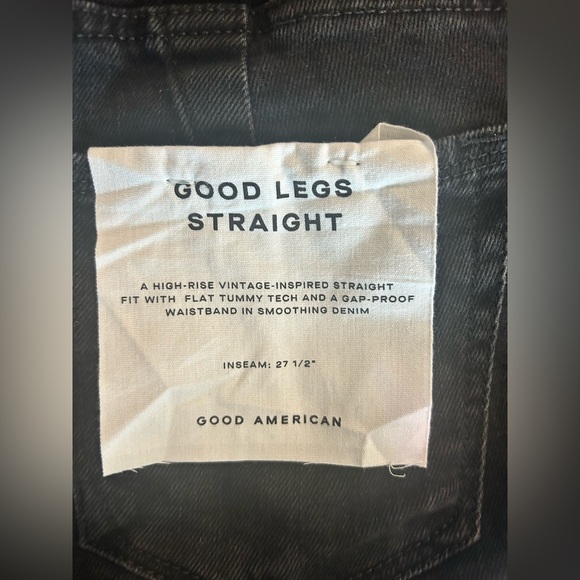 GOOD LEGS
STRAIGHT
A HIGH-RISE VINTAGE-INSPIRED STRAIGHT
FIT WITH FLAT TUMMY TECH AND A GAP-PROOF
WAISTBAND IN SMOOTHING DENIM
INSEAM: 27 1/2"
GOOD AMERICAN